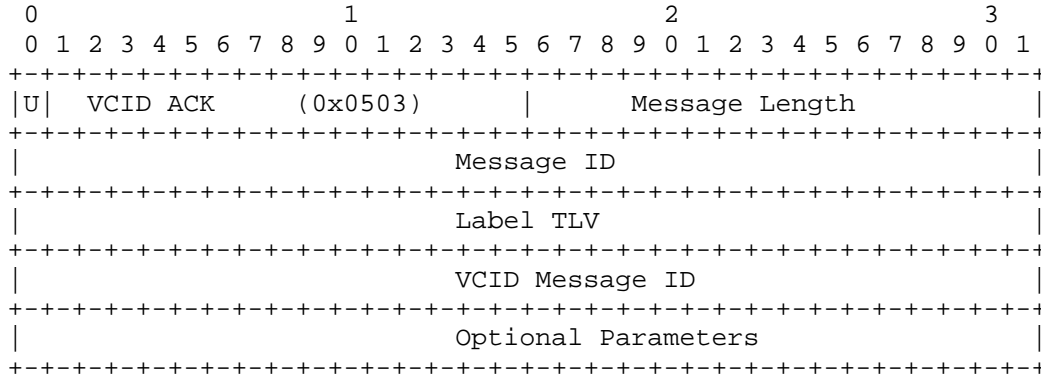 0                   1                   2                   3
 0 1 2 3 4 5 6 7 8 9 0 1 2 3 4 5 6 7 8 9 0 1 2 3 4 5 6 7 8 9 0 1
+-+-+-+-+-+-+-+-+-+-+-+-+-+-+-+-+-+-+-+-+-+-+-+-+-+-+-+-+-+-+-+-+
|U|  VCID ACK     (0x0503)      |      Message Length           |
+-+-+-+-+-+-+-+-+-+-+-+-+-+-+-+-+-+-+-+-+-+-+-+-+-+-+-+-+-+-+-+-+
|                           Message ID                          |
+-+-+-+-+-+-+-+-+-+-+-+-+-+-+-+-+-+-+-+-+-+-+-+-+-+-+-+-+-+-+-+-+
|                           Label TLV                           |
+-+-+-+-+-+-+-+-+-+-+-+-+-+-+-+-+-+-+-+-+-+-+-+-+-+-+-+-+-+-+-+-+
|                           VCID Message ID                     |
+-+-+-+-+-+-+-+-+-+-+-+-+-+-+-+-+-+-+-+-+-+-+-+-+-+-+-+-+-+-+-+-+
|                           Optional Parameters                 |
+-+-+-+-+-+-+-+-+-+-+-+-+-+-+-+-+-+-+-+-+-+-+-+-+-+-+-+-+-+-+-+-+